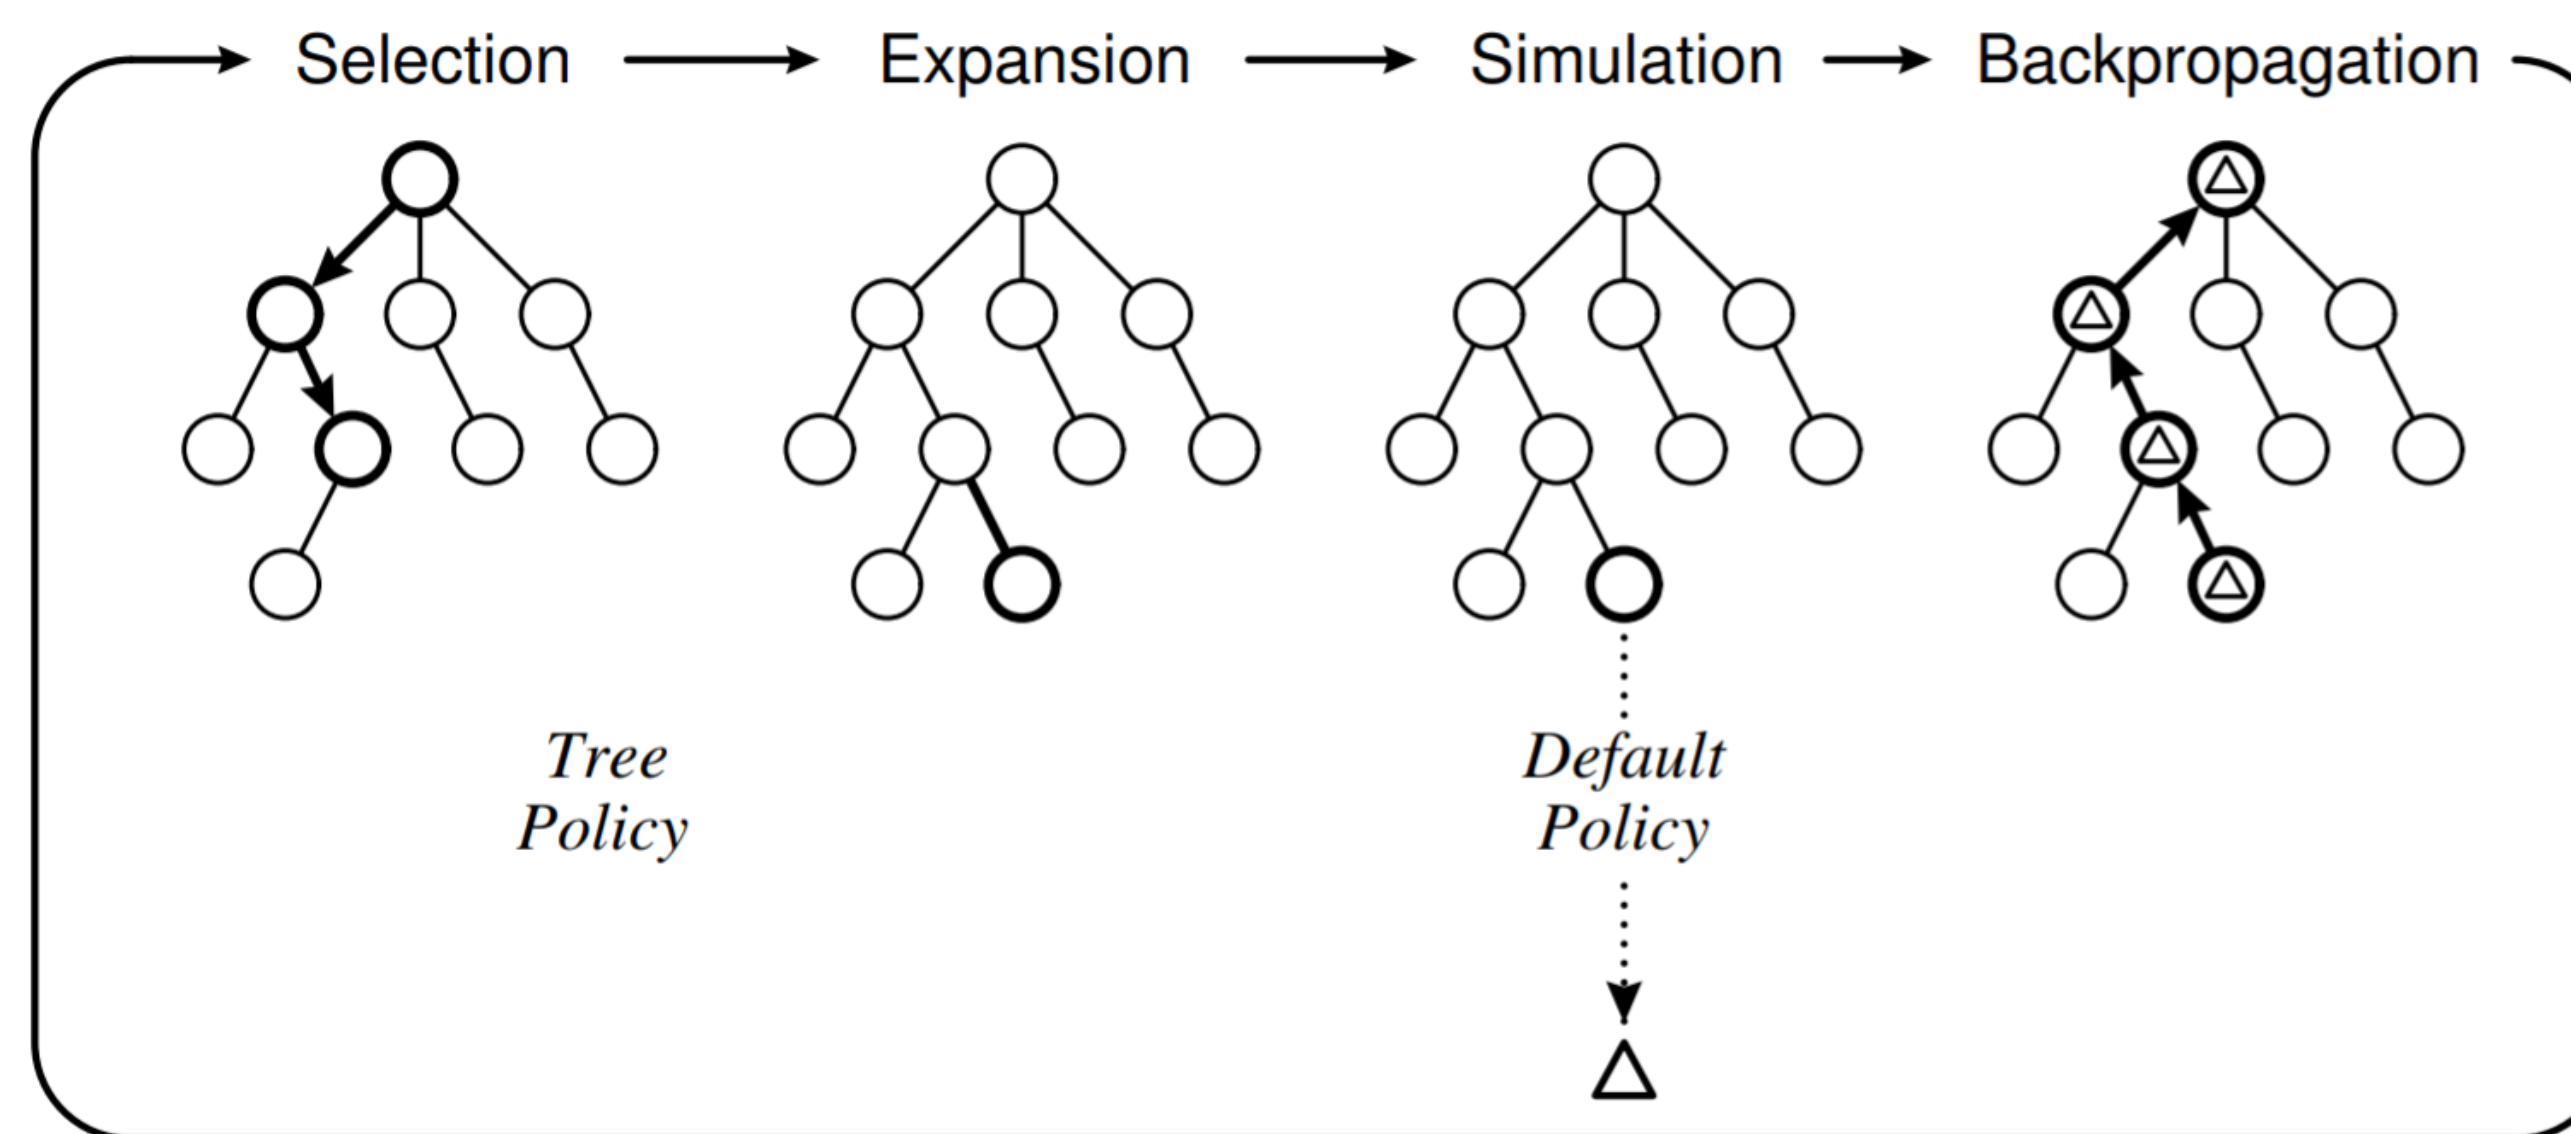 Selection
Expansion
Simulation
Backpropagation
Tree
Policy
Default
Policy